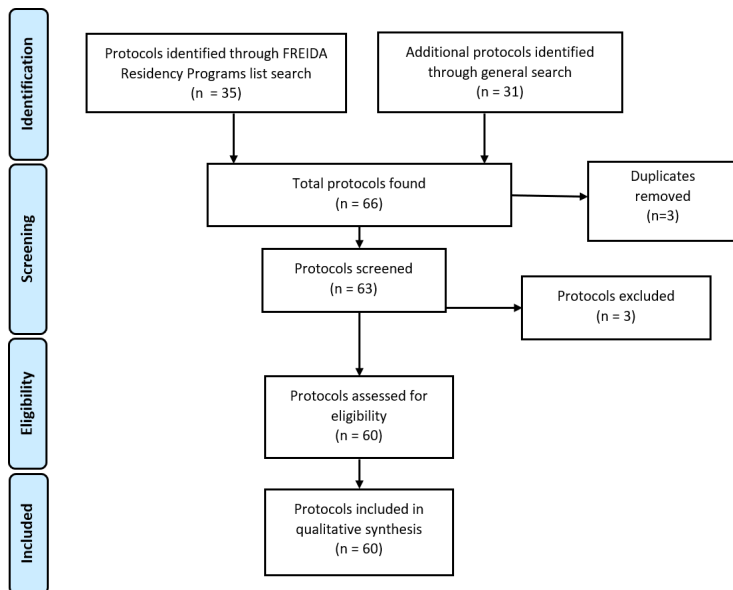 Identification
Protocols identified through FREIDA
Residency Programs list search
(n  = 35)
Additional protocols identified
through general search
(n = 31)
Screening
Total protocols found
(n = 66)
Duplicates
removed
(n=3)
Protocols screened
(n = 63)
Protocols excluded
(n = 3)
Eligibility
Protocols assessed for
eligibility
(n = 60)
Included
Protocols included in
qualitative synthesis
(n = 60)